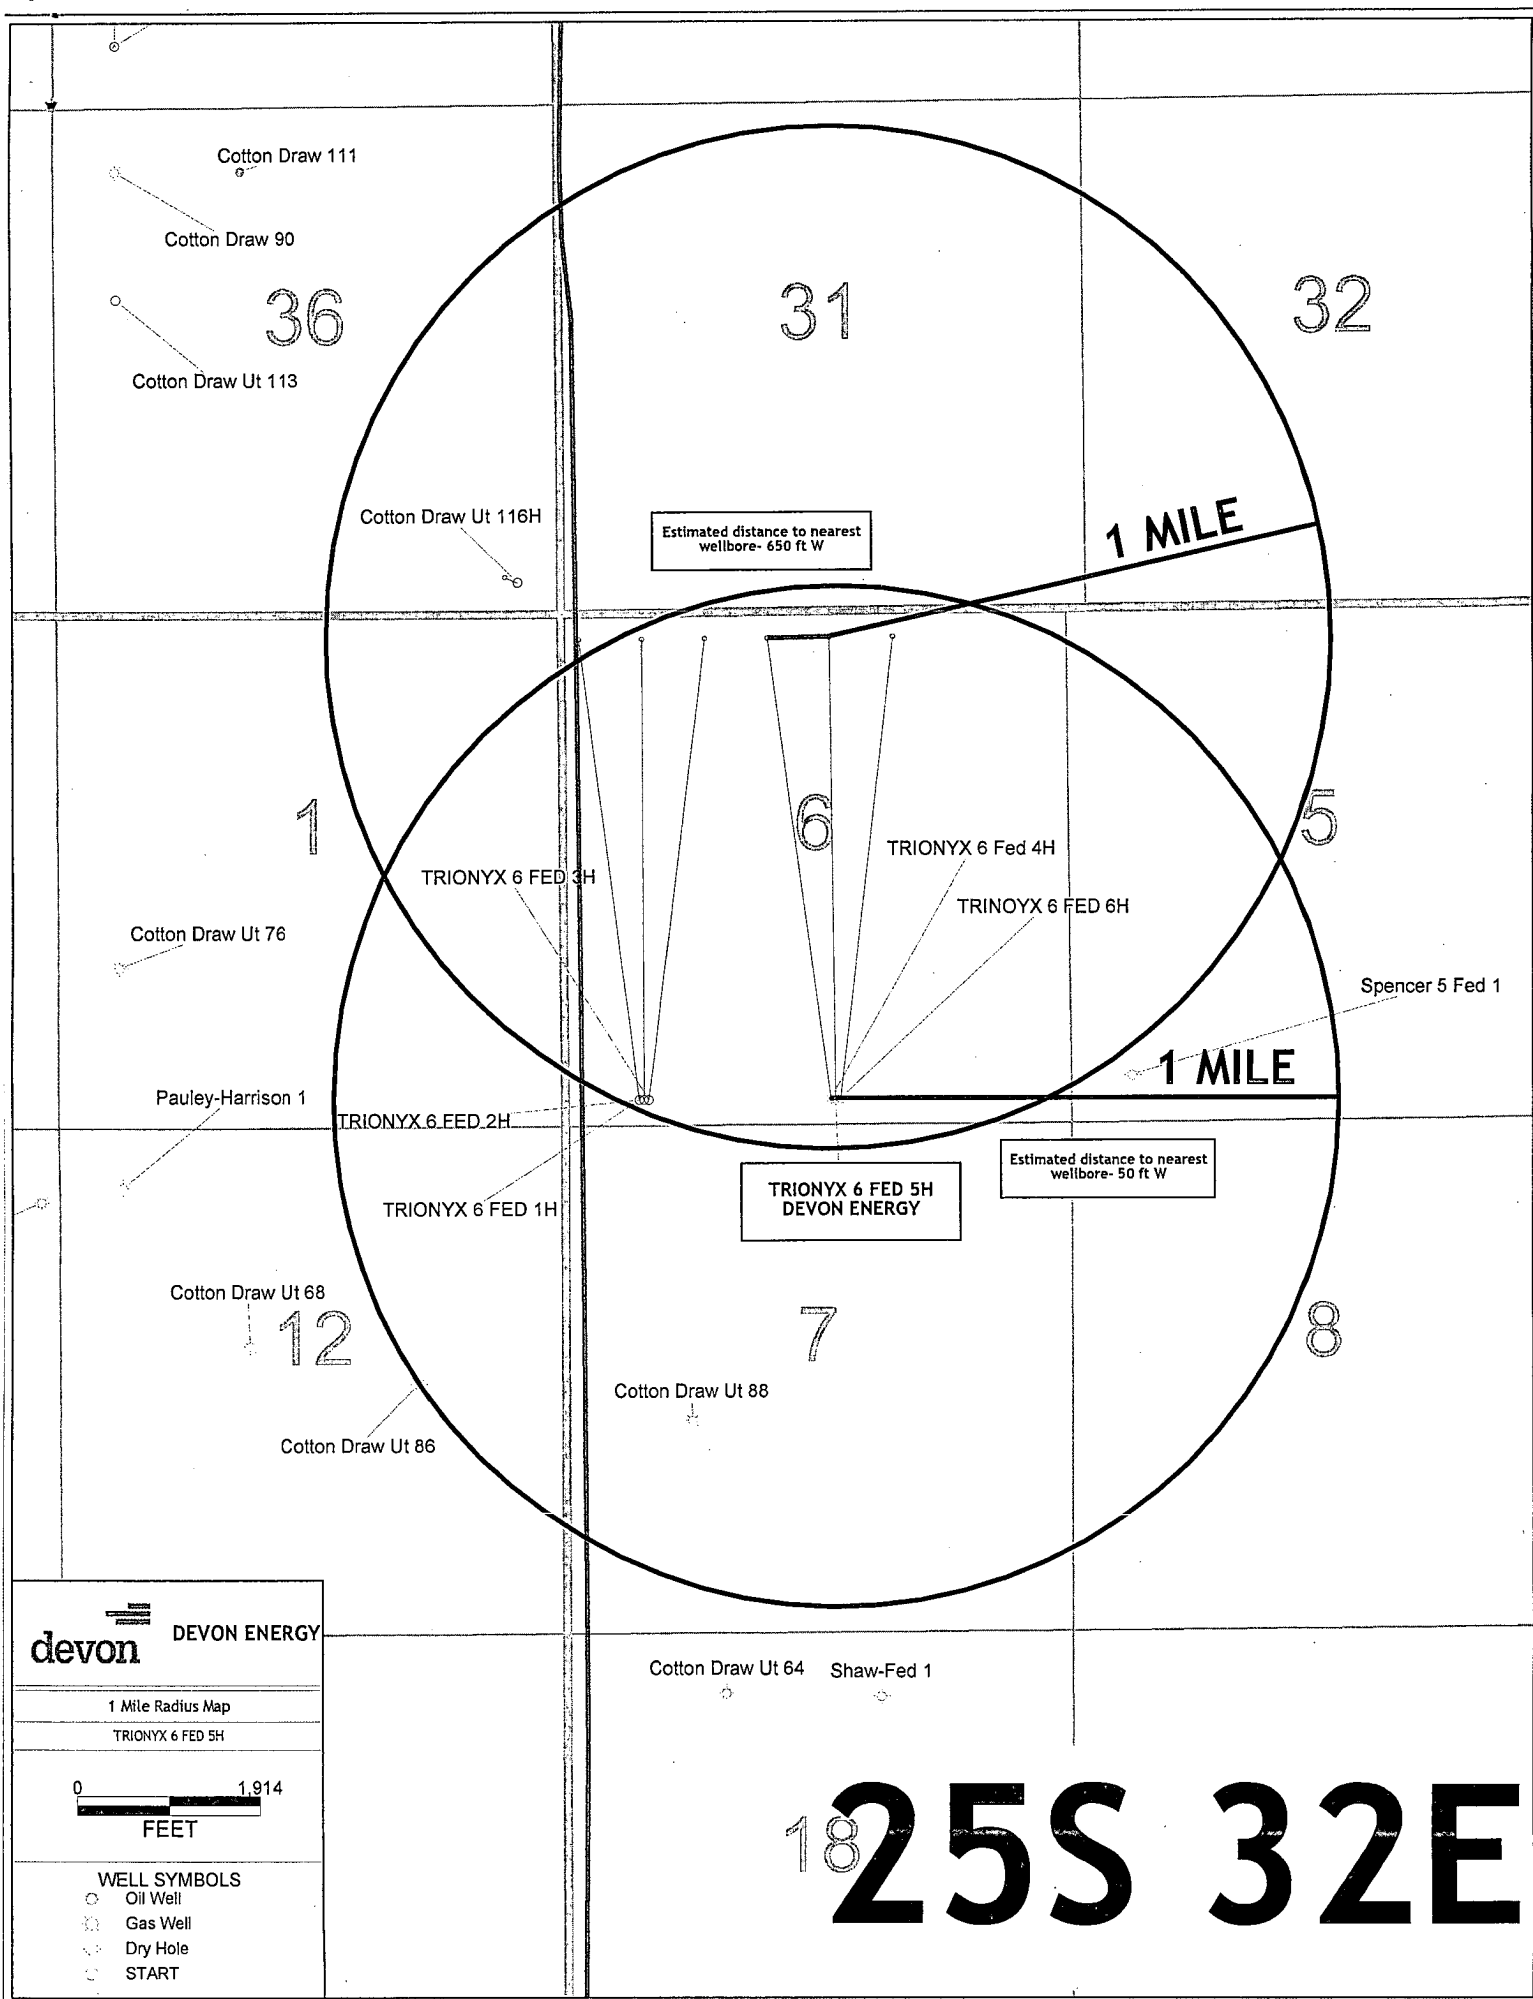 Cotton Draw 111
Cotton Draw 90
36
31
32
Cotton Draw Ut 113
Cotton Draw Ut 116H
Estimated distance to nearest
wellbore- 650 ft W
1 MILE
1
6
5
TRIONYX 6 Fed 4H
TRIONYX 6 FED 3H
TRINOYX 6 FED 6H
Cotton Draw Ut 76
Spencer 5 Fed 1
1 MILE
Pauley-Harrison 1
TRIONYX 6 FED 2H
Estimated distance to nearest
wellbore- 50 ft W
TRIONYX 6 FED 5H
DEVON ENERGY
TRIONYX 6 FED 1H
Cotton Draw Ut 68
12
7
8
Cotton Draw Ut 88
Cotton Draw Ut 86
devon
DEVON ENERGY
Cotton Draw Ut 64
Shaw-Fed 1
1 Mile Radius Map
TRIONYX 6 FED 5H
0 1,914
FEET
18
25S 32E
WELL SYMBOLS
Oil Well
Gas Well
Dry Hole
START